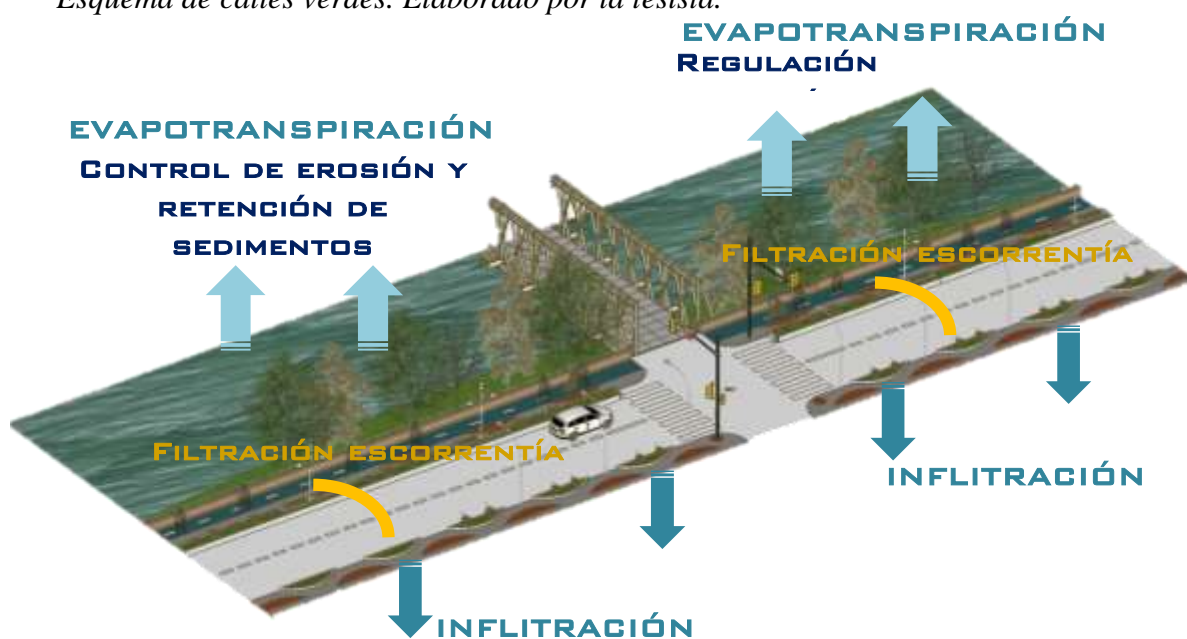 Esquema de calles verdes. Elaborado por la tesista.
EVAPOTRANSPIRACIÓN
REGULACIÓN
EVAPOTRANSPIRACIÓN
CONTROL DE EROSIÓN Y
RETENCIÓN DE
SEDIMENTOS
FILTRACIÓN ESCORRENTÍA
FILTRACIÓN ESCORRENTÍA
INFLITRACIÓN
INFLITRACIÓN